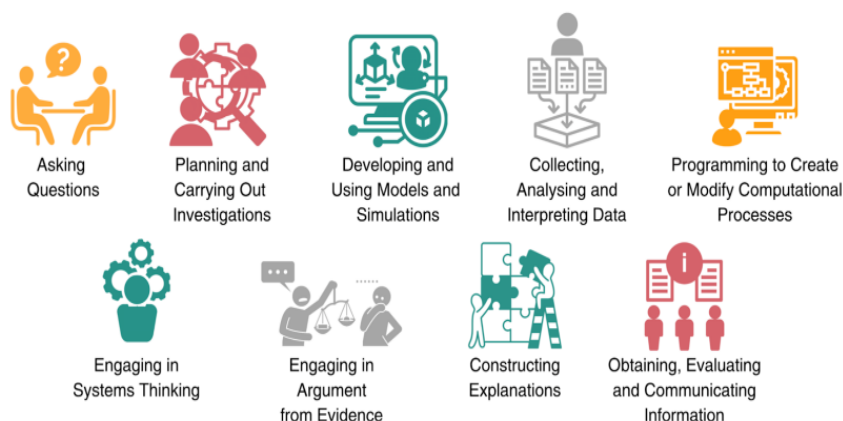 ?
Asking
Questions
Planning and
Carrying Out
Investigations
Developing and
Using Models and
Simulations
Collecting,
Analysing and
Interpreting Data
Programming to Create
or Modify Computational
Processes
Engaging in
Systems Thinking
Engaging in
Argument
from Evidence
Constructing
Explanations
i
Obtaining, Evaluating
and Communicating
Information